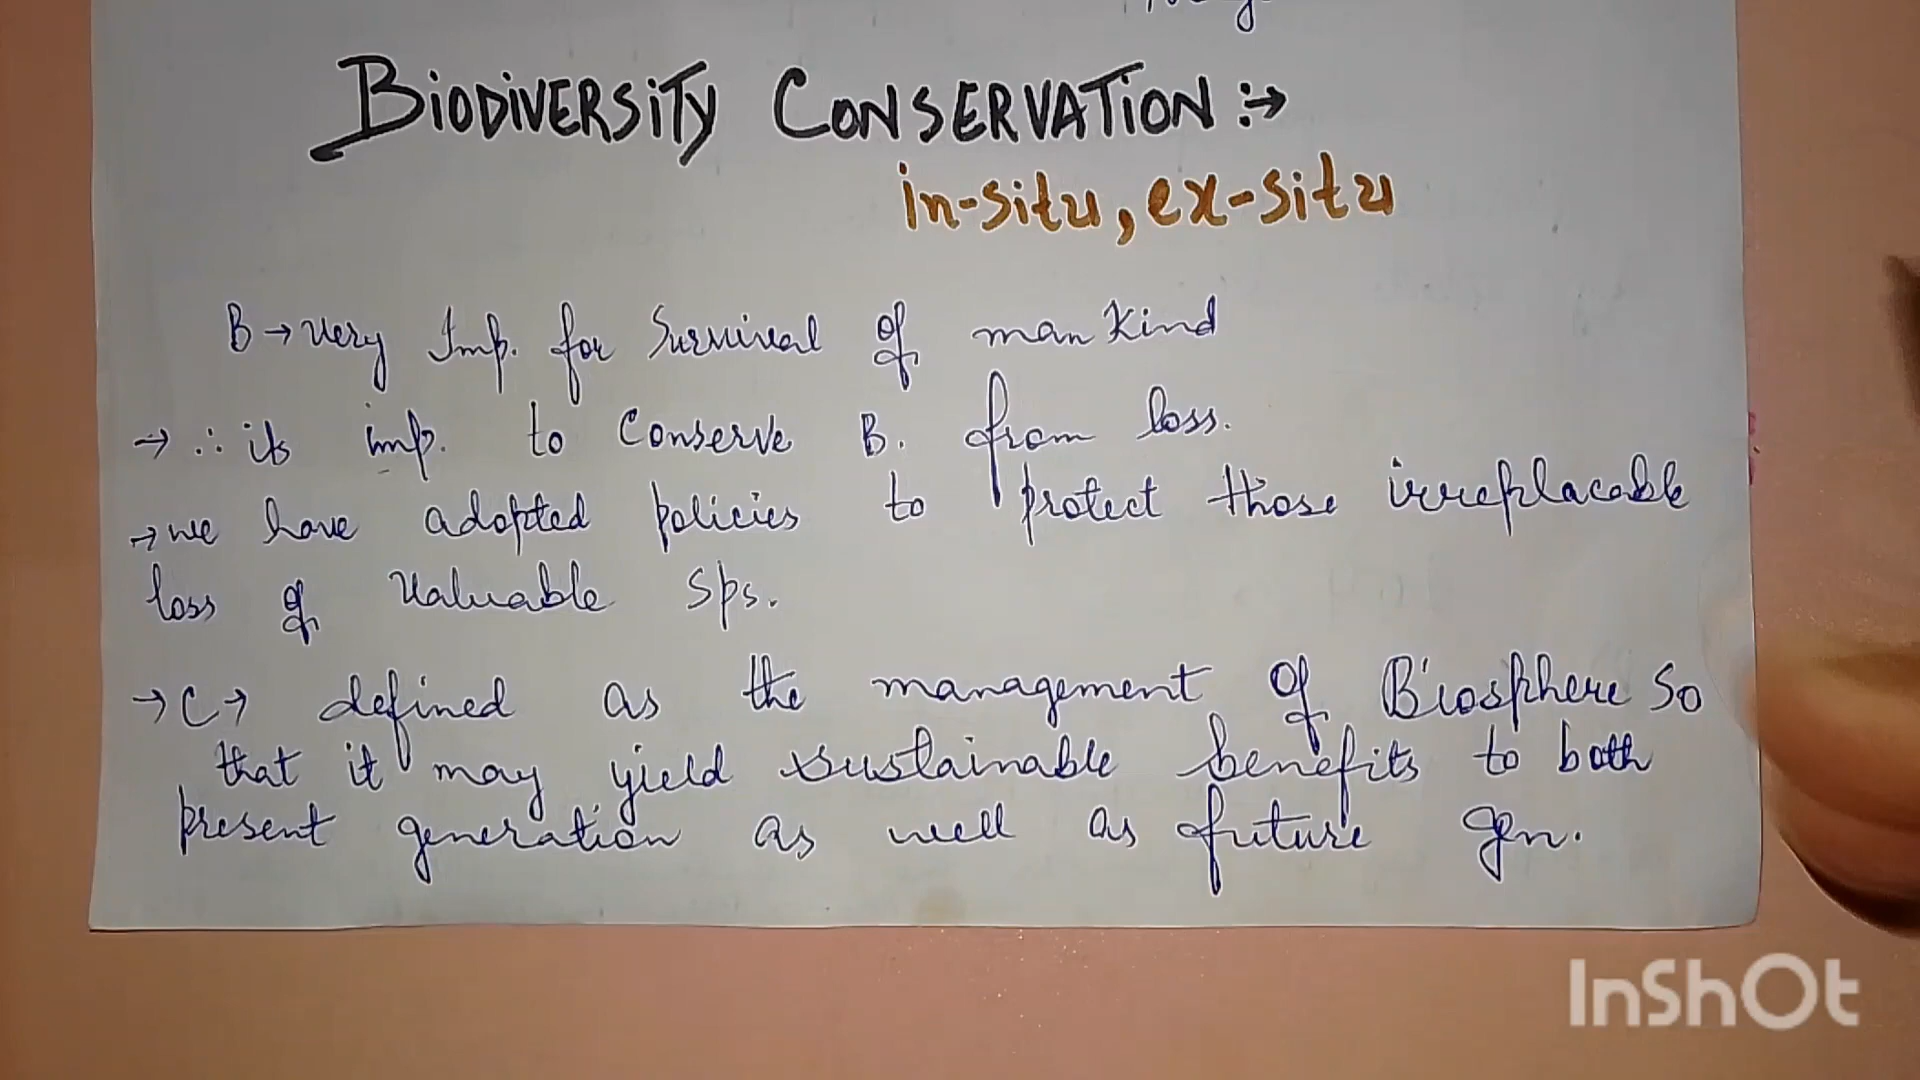 BIODIVERSITY CONSERVATION :→
in-situ, ex-situ
B → very Imp. for Survival of mankind
→ ∴ its imp. to Conserve B. from loss.
→ we have adopted policies to protect those irreplacable
loss of valuable sps.
→ C → defined as the management of Biosphere so
that it may yield sustainable benefits to both
present generation as well as future gen.
InShOt